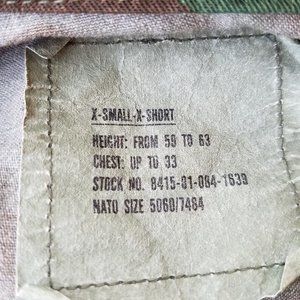 X-SMALL-X-SHORT
HEIGHT: FROM 59 TO 63
CHEST: UP TO 33
STOCK NO. 8415-01-084-1639
NATO SIZE 5060/7484